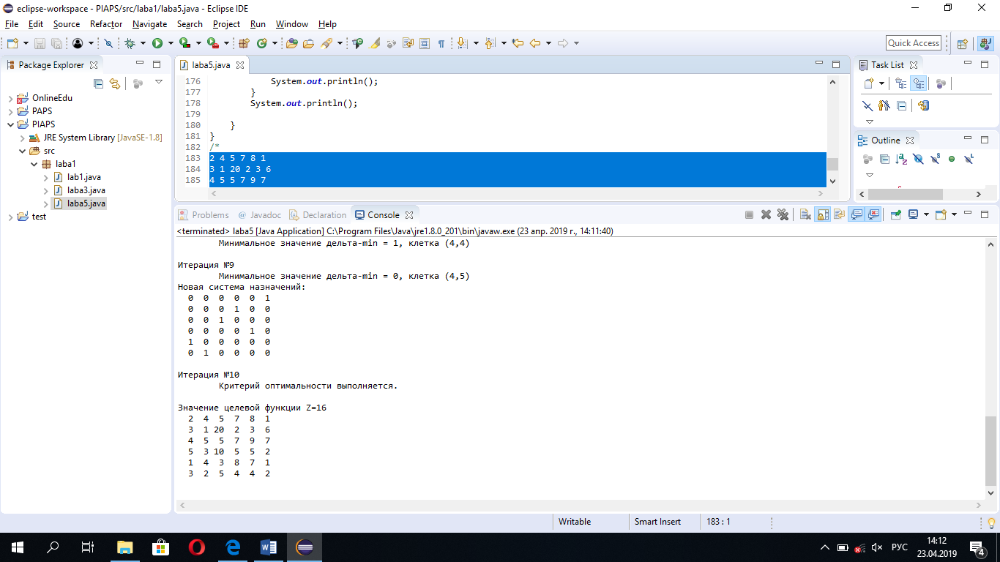 eclipse-workspace - PIAPS/src/laba1/laba5.java - Eclipse IDE
File Edit Source Refactor Navigate Search Project Run Window Help
Quick Access
Package Explorer
OnlineEdu
PAPS
PIAPS
JRE System Library [JavaSE-1.8]
src
laba1
lab1.java
laba3.java
laba5.java
test
laba5.java
176 System.out.println();
177 }
178 System.out.println();
179
180 }
181 }
182 /*
183 2 4 5 7 8 1
184 3 1 20 2 3 6
185 4 5 5 7 9 7
Task List
Outline
Problems @ Javadoc Declaration Console
<terminated> laba5 [Java Application] C:\Program Files\Java\jre1.8.0_201\bin\javaw.exe (23 апр. 2019 г., 14:11:40)
Минимальное значение дельта-min = 1, клетка (4,4)
Итерация №9
Минимальное значение дельта-min = 0, клетка (4,5)
Новая система назначений:
0 0 0 0 0 1
0 0 0 1 0 0
0 0 1 0 0 0
0 0 0 0 1 0
1 0 0 0 0 0
0 1 0 0 0 0
Итерация №10
Критерий оптимальности выполняется.
Значение целевой функции Z=16
2 4 5 7 8 1
3 1 20 2 3 6
4 5 5 7 9 7
5 3 10 5 5 2
1 4 3 8 7 1
3 2 5 4 4 2
Writable Smart Insert 183 : 1
РУС
14:12
23.04.2019
4